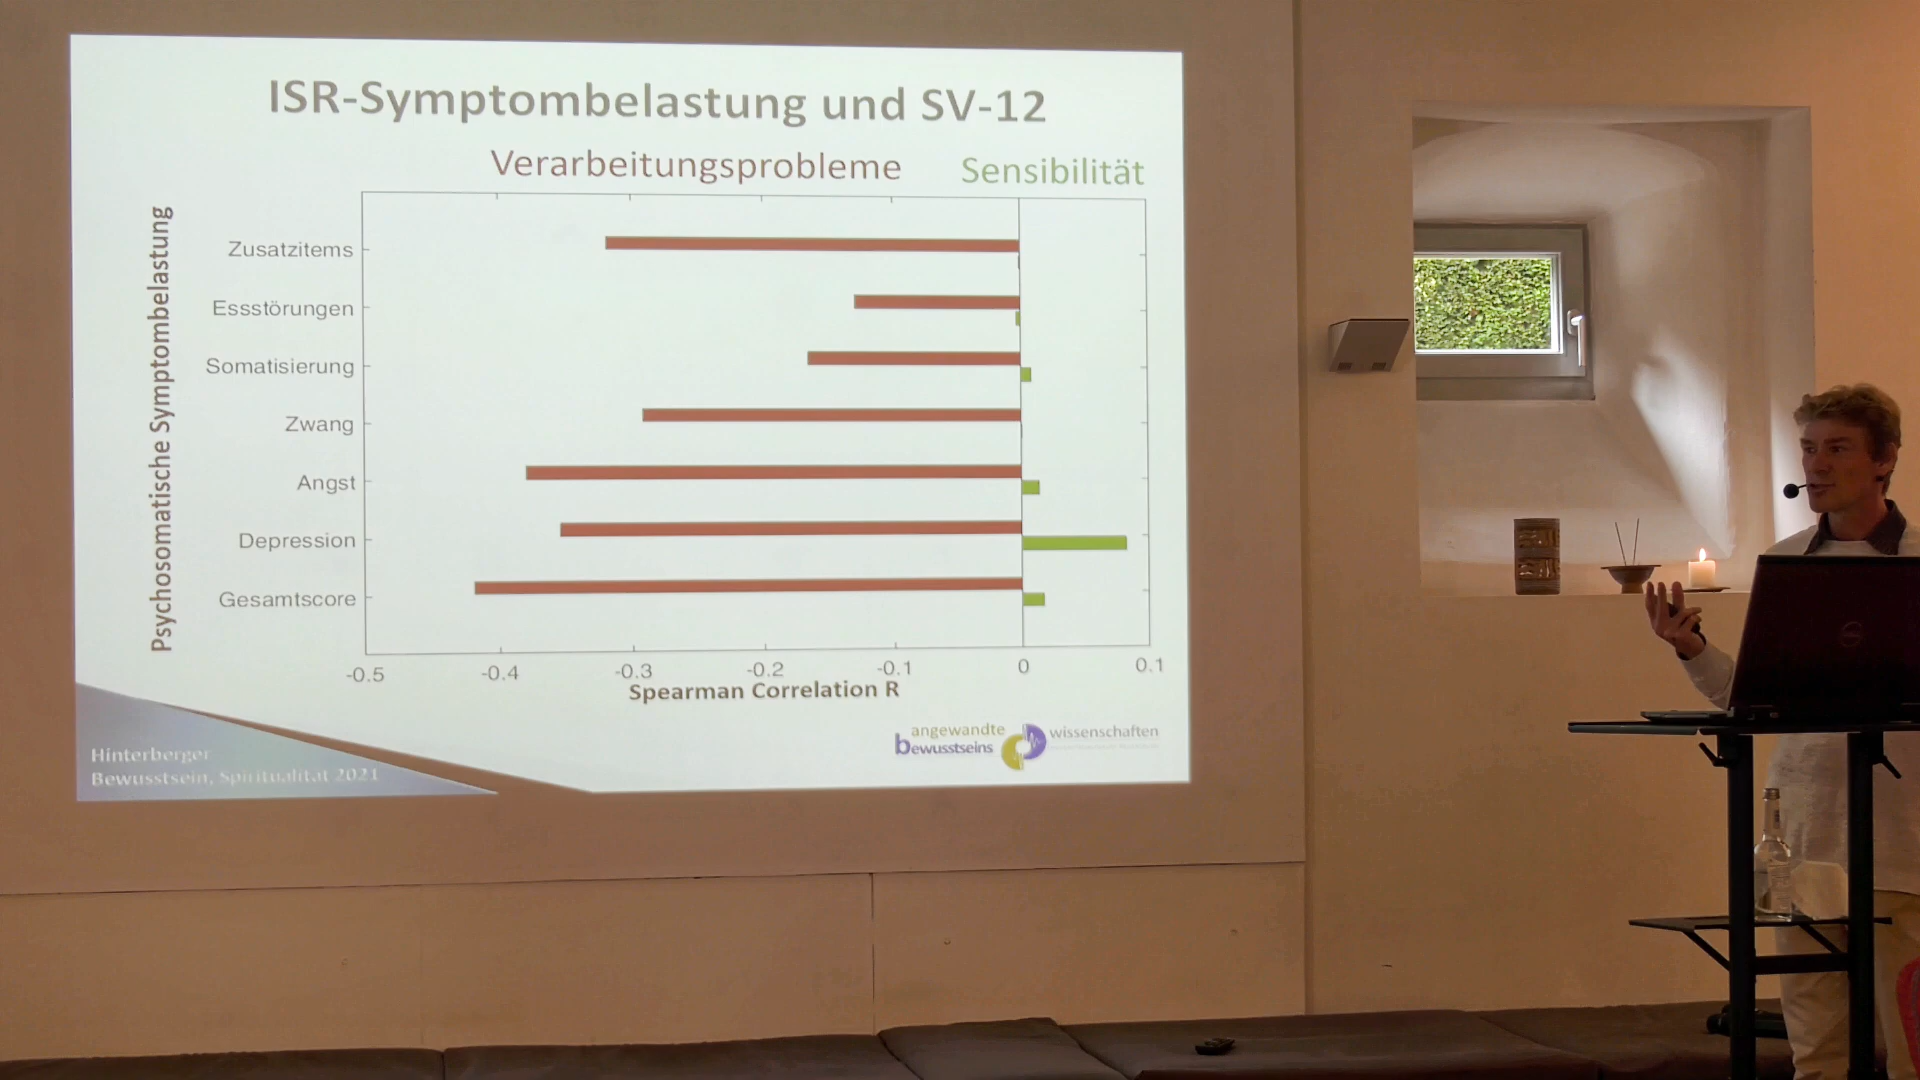 ISR-Symptombelastung und SV-12
Verarbeitungsprobleme
Sensibilität
Psychosomatische Symptombelastung
Zusatzitems
Essstörungen
Somatisierung
Zwang
Angst
Depression
Gesamtscore
-0.5 -0.4 -0.3 -0.2 -0.1 0 0.1
Spearman Correlation R
Hinterberger
Bewusstsein, Spiritualität 2021
angewandte
bewusstseins
wissenschaften
DELL